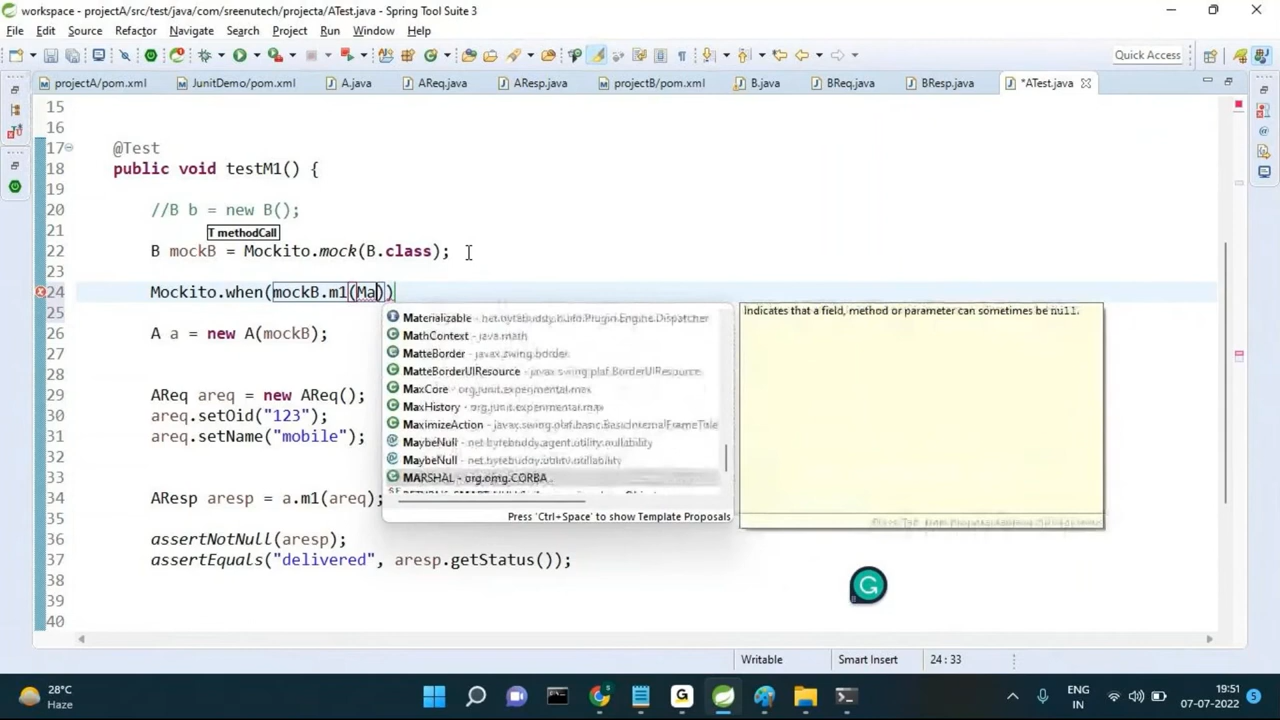 workspace - projectA/src/test/java/com/sreenutech/projecta/ATest.java - Spring Tool Suite 3
File Edit Source Refactor Navigate Search Project Run Window Help
Quick Access
projectA/pom.xml JunitDemo/pom.xml A.java AReq.java AResp.java projectB/pom.xml B.java BReq.java BResp.java *ATest.java
15
16
17 @Test
18 public void testM1() {
19
20 //B b = new B();
21
T methodCall
22 B mockB = Mockito.mock(B.class);
23
24 Mockito.when(mockB.m1(Ma))
25
26 A a = new A(mockB);
27
28
29 AReq areq = new AReq();
30 areq.setOid("123");
31 areq.setName("mobile");
32
33
34 AResp aresp = a.m1(areq);
35
36 assertNotNull(aresp);
37 assertEquals("delivered", aresp.getStatus());
38
39
40
Materializable - net.bytebuddy.build.Plugin.Engine.Dispatcher
MathContext - java.math
MatteBorder - javax.swing.border
MatteBorderUIResource - javax.swing.plaf.BorderUIResource
MaxCore - org.junit.experimental.max
MaxHistory - org.junit.experimental.max
MaximizeAction - javax.swing.plaf.basic.BasicInternalFrameTitle
MaybeNull - net.bytebuddy.agent.utility.nullability
MaybeNull - net.bytebuddy.utility.nullability
MARSHAL - org.omg.CORBA
Press 'Ctrl+Space' to show Template Proposals
Indicates that a field, method or parameter can sometimes be null.
Writable Smart Insert 24 : 33
28°C
Haze
ENG
IN
19:51
07-07-2022
5